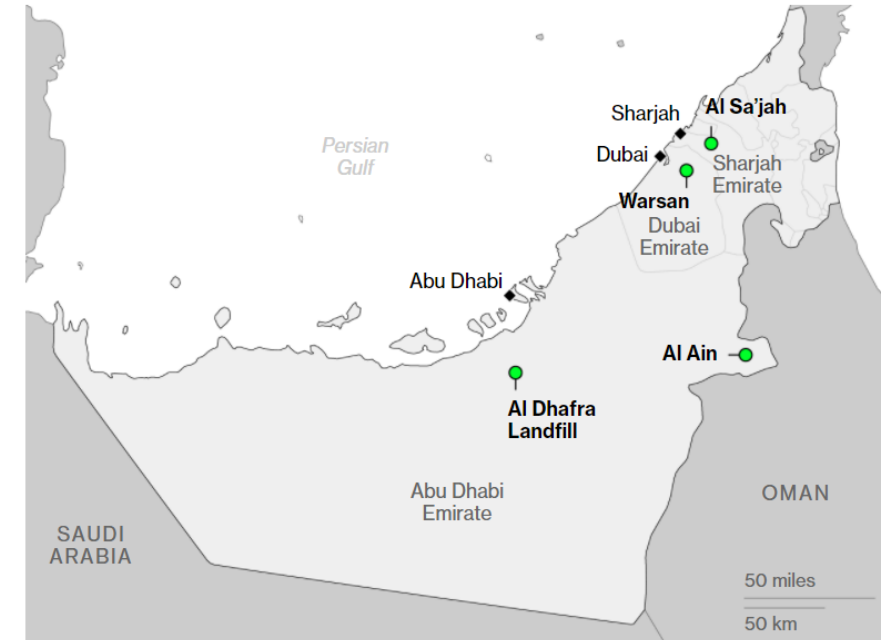 Sharjah
Al Sa’jah
Persian
Gulf
Dubai
Sharjah
Emirate
Warsan
Dubai
Emirate
Abu Dhabi
Al Ain
Al Dhafra
Landfill
Abu Dhabi
Emirate
OMAN
SAUDI
ARABIA
50 miles
50 km